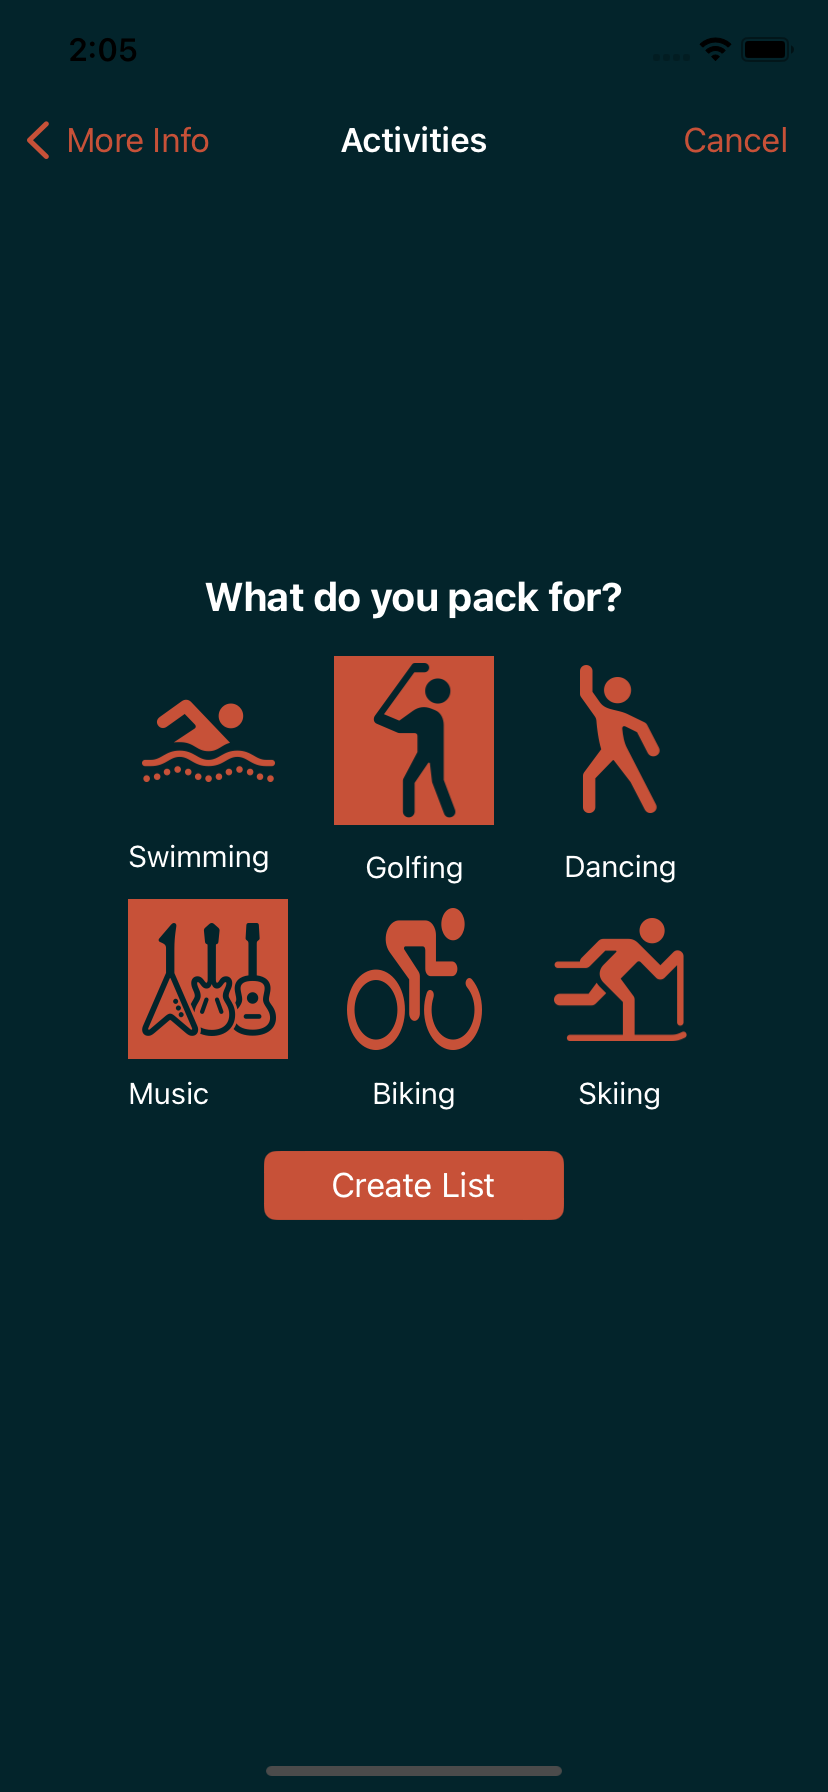 2:05
More Info
Activities
Cancel
What do you pack for?
Swimming
Golfing
Dancing
Music
Biking
Skiing
Create List